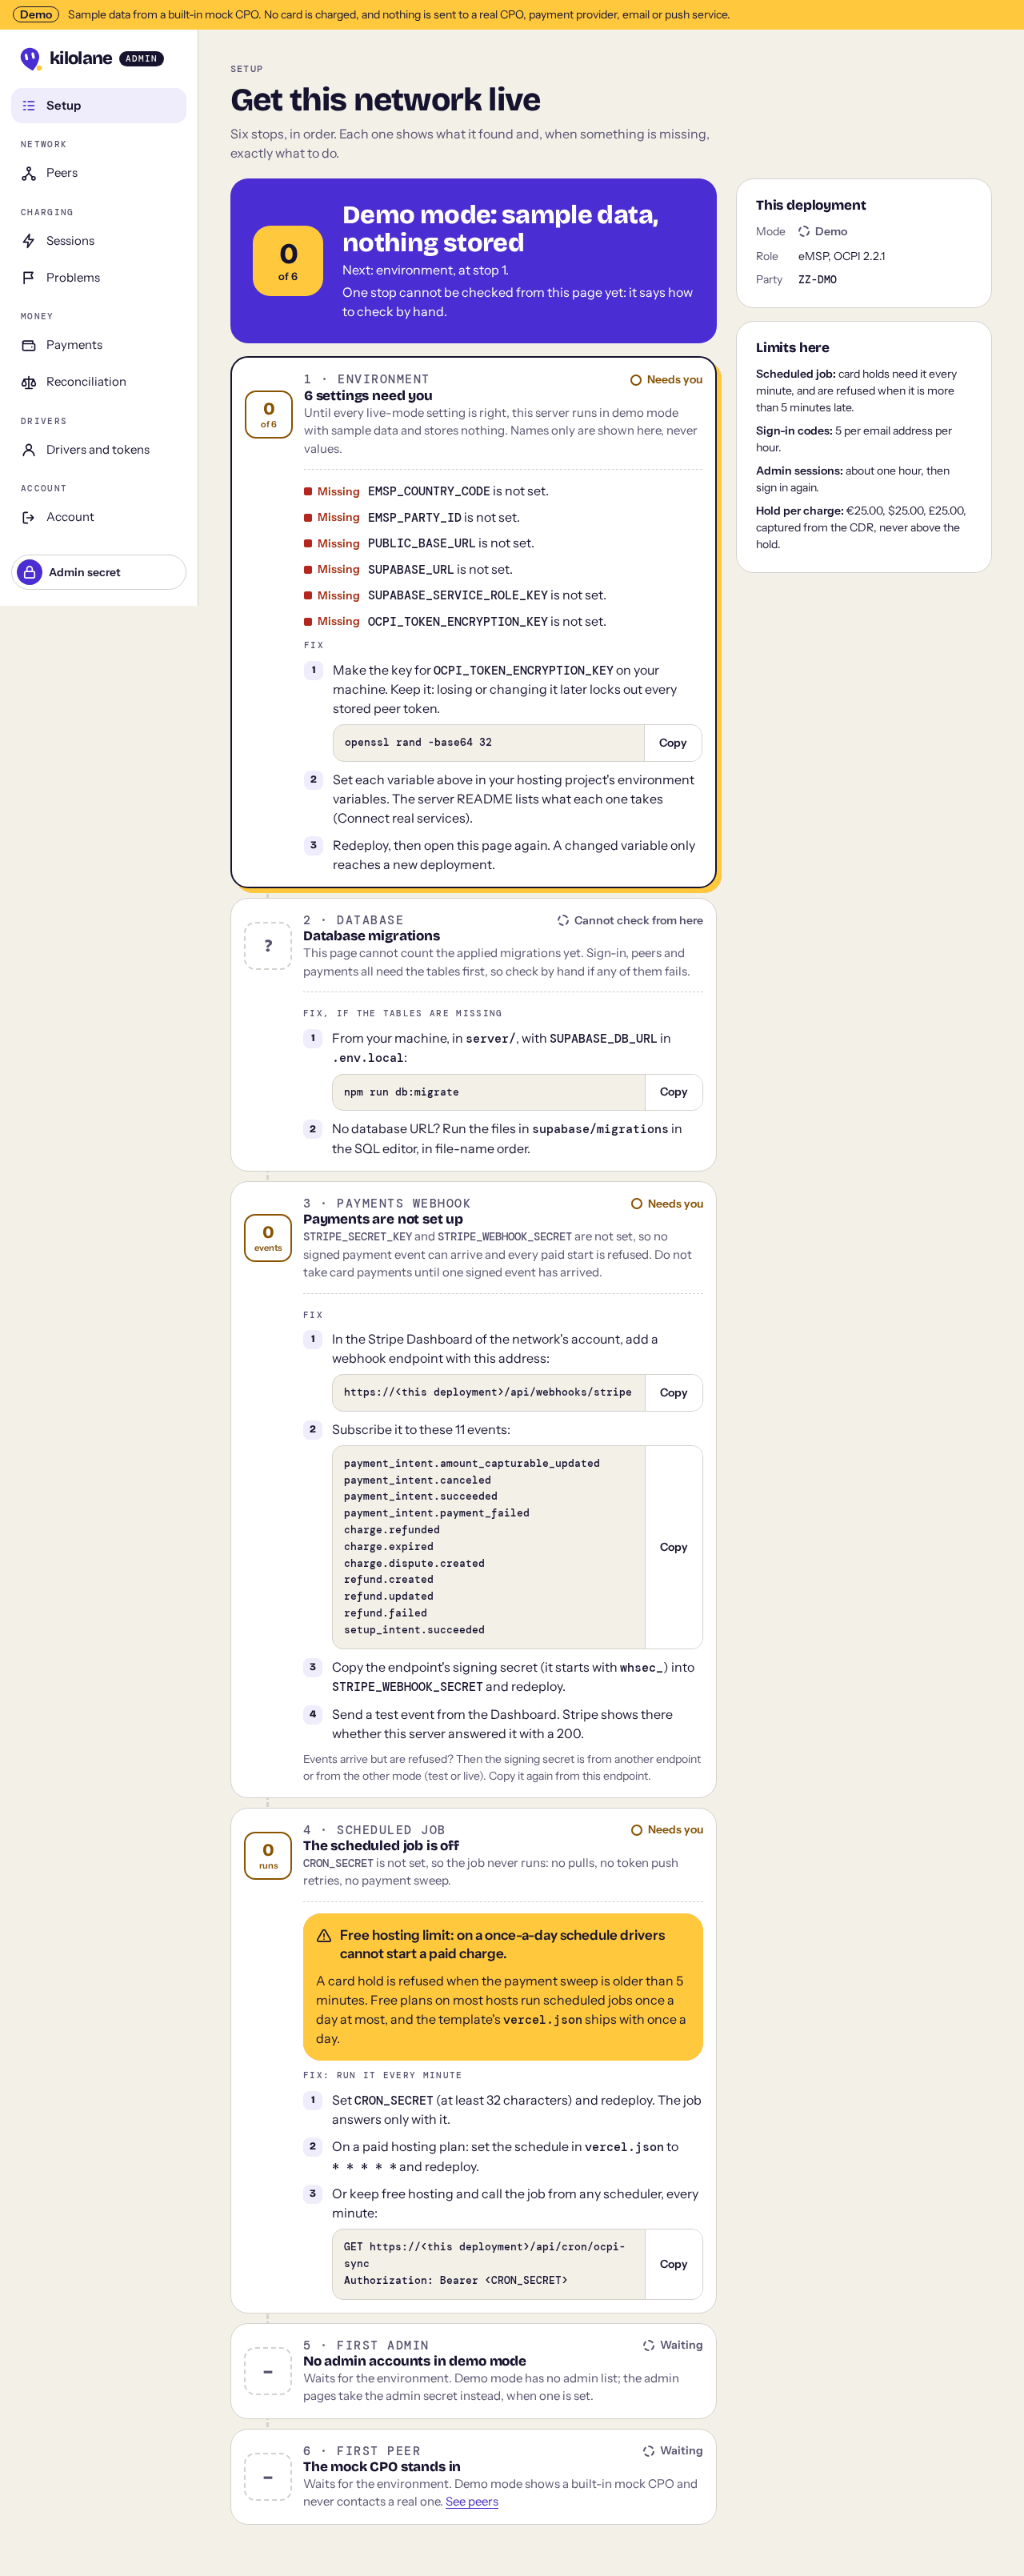 Demo Sample data from a built-in mock CPO. No card is charged, and nothing is sent to a real CPO, payment provider, email or push service.
kilolane ADMIN
Setup
NETWORK
Peers
CHARGING
Sessions
Problems
MONEY
Payments
Reconciliation
DRIVERS
Drivers and tokens
ACCOUNT
Account
Admin secret
SETUP
Get this network live
Six stops, in order. Each one shows what it found and, when something is missing,
exactly what to do.
0
of 6
Demo mode: sample data,
nothing stored
Next: environment, at stop 1.
One stop cannot be checked from this page yet: it says how
to check by hand.
This deployment
Mode Demo
Role eMSP, OCPI 2.2.1
Party ZZ-DMO
Limits here
Scheduled job: card holds need it every
minute, and are refused when it is more
than 5 minutes late.
Sign-in codes: 5 per email address per
hour.
Admin sessions: about one hour, then
sign in again.
Hold per charge: €25.00, $25.00, £25.00,
captured from the CDR, never above the
hold.
0
of 6
1 · ENVIRONMENT Needs you
6 settings need you
Until every live-mode setting is right, this server runs in demo mode
with sample data and stores nothing. Names only are shown here, never
values.
Missing EMSP_COUNTRY_CODE is not set.
Missing EMSP_PARTY_ID is not set.
Missing PUBLIC_BASE_URL is not set.
Missing SUPABASE_URL is not set.
Missing SUPABASE_SERVICE_ROLE_KEY is not set.
Missing OCPI_TOKEN_ENCRYPTION_KEY is not set.
FIX
1 Make the key for OCPI_TOKEN_ENCRYPTION_KEY on your
machine. Keep it: losing or changing it later locks out every
stored peer token.
openssl rand -base64 32 Copy
2 Set each variable above in your hosting project's environment
variables. The server README lists what each one takes
(Connect real services).
3 Redeploy, then open this page again. A changed variable only
reaches a new deployment.
?
2 · DATABASE Cannot check from here
Database migrations
This page cannot count the applied migrations yet. Sign-in, peers and
payments all need the tables first, so check by hand if any of them fails.
FIX, IF THE TABLES ARE MISSING
1 From your machine, in server/, with SUPABASE_DB_URL in
.env.local:
npm run db:migrate Copy
2 No database URL? Run the files in supabase/migrations in
the SQL editor, in file-name order.
0
events
3 · PAYMENTS WEBHOOK Needs you
Payments are not set up
STRIPE_SECRET_KEY and STRIPE_WEBHOOK_SECRET are not set, so no
signed payment event can arrive and every paid start is refused. Do not
take card payments until one signed event has arrived.
FIX
1 In the Stripe Dashboard of the network's account, add a
webhook endpoint with this address:
https://<this deployment>/api/webhooks/stripe Copy
2 Subscribe it to these 11 events:
payment_intent.amount_capturable_updated
payment_intent.canceled
payment_intent.succeeded
payment_intent.payment_failed
charge.refunded
charge.expired
charge.dispute.created
refund.created
refund.updated
refund.failed
setup_intent.succeeded
Copy
3 Copy the endpoint's signing secret (it starts with whsec_) into
STRIPE_WEBHOOK_SECRET and redeploy.
4 Send a test event from the Dashboard. Stripe shows there
whether this server answered it with a 200.
Events arrive but are refused? Then the signing secret is from another endpoint
or from the other mode (test or live). Copy it again from this endpoint.
0
runs
4 · SCHEDULED JOB Needs you
The scheduled job is off
CRON_SECRET is not set, so the job never runs: no pulls, no token push
retries, no payment sweep.
Free hosting limit: on a once-a-day schedule drivers
cannot start a paid charge.
A card hold is refused when the payment sweep is older than 5
minutes. Free plans on most hosts run scheduled jobs once a
day at most, and the template's vercel.json ships with once a
day.
FIX: RUN IT EVERY MINUTE
1 Set CRON_SECRET (at least 32 characters) and redeploy. The job
answers only with it.
2 On a paid hosting plan: set the schedule in vercel.json to
* * * * * and redeploy.
3 Or keep free hosting and call the job from any scheduler, every
minute:
GET https://<this deployment>/api/cron/ocpi-
sync
Authorization: Bearer <CRON_SECRET>
Copy
–
5 · FIRST ADMIN Waiting
No admin accounts in demo mode
Waits for the environment. Demo mode has no admin list; the admin
pages take the admin secret instead, when one is set.
–
6 · FIRST PEER Waiting
The mock CPO stands in
Waits for the environment. Demo mode shows a built-in mock CPO and
never contacts a real one. See peers